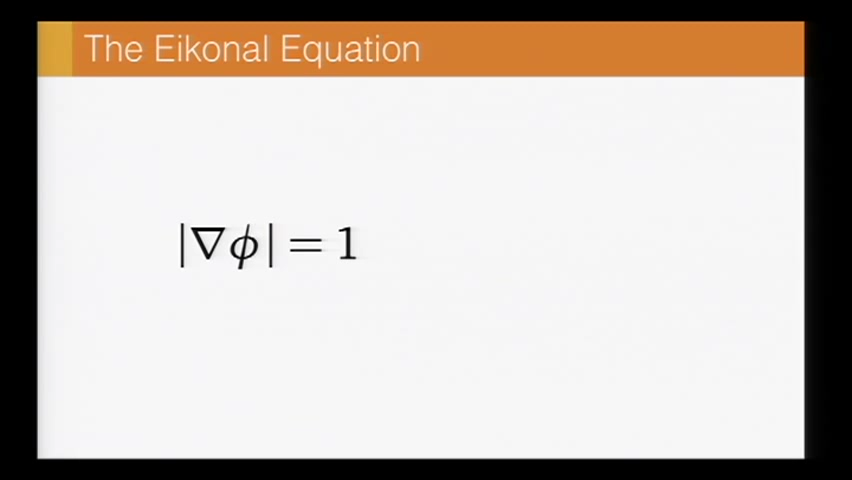 The Eikonal Equation
|∇ϕ| = 1